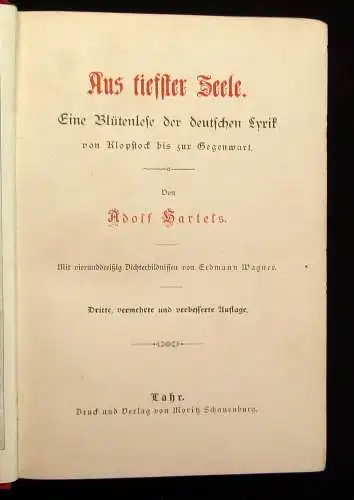 Aus tiefster Seele.
Eine Blütenlese der deutschen Lyrik
von Klopstock bis zur Gegenwart.
Von
Adolf Bartels.
Mit vierunddreißig Dichterbildnissen von Erdmann Wagner.
Dritte, vermehrte und verbesserte Auflage.
Lahr.
Druck und Verlag von Moritz Schauenburg.